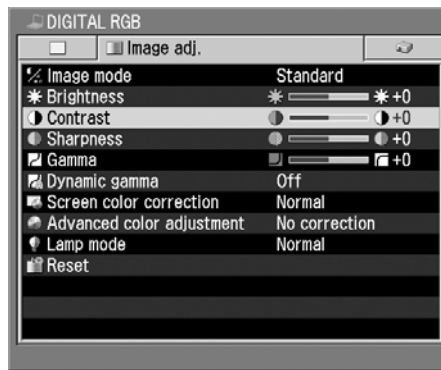 DIGITAL RGB
Image adj.
Image mode Standard
Brightness +0
Contrast +0
Sharpness +0
Gamma +0
Dynamic gamma Off
Screen color correction Normal
Advanced color adjustment No correction
Lamp mode Normal
Reset